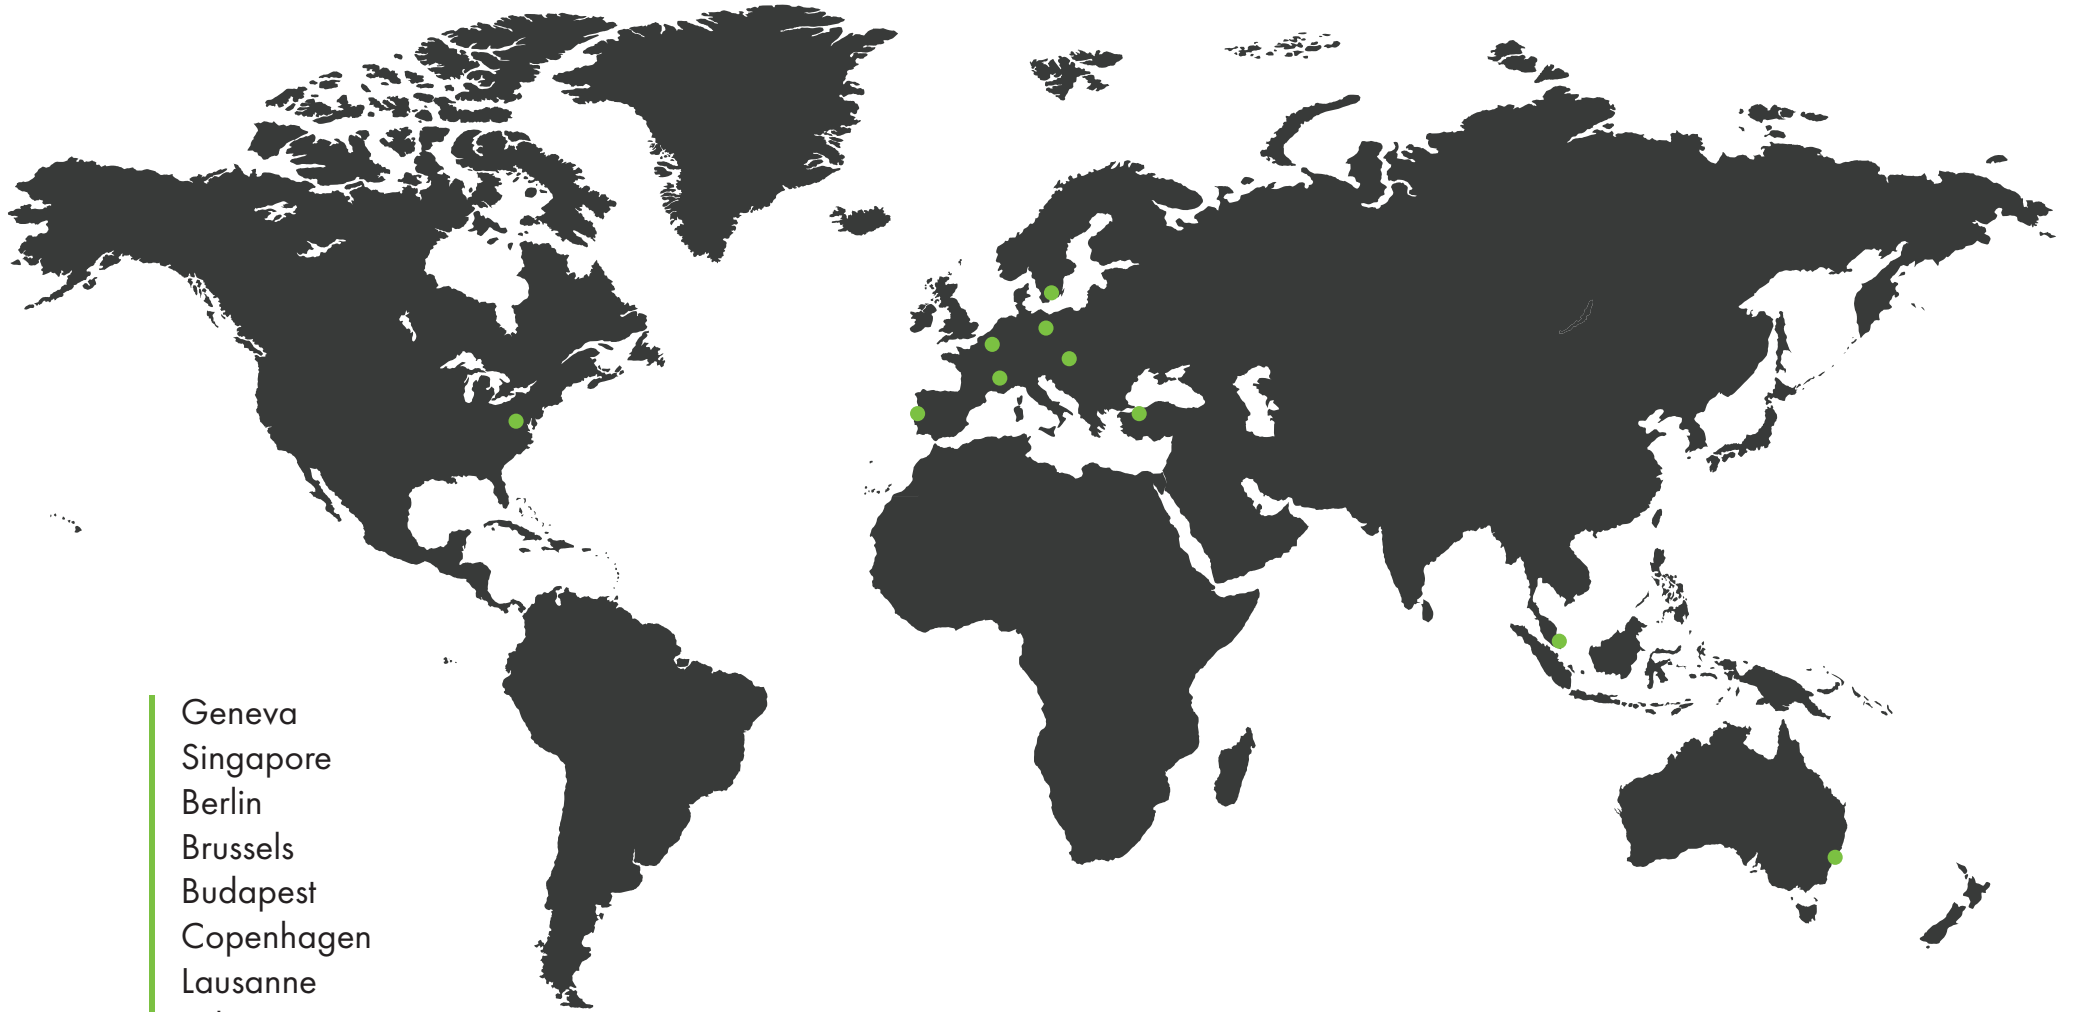 Geneva
Singapore
Berlin
Brussels
Budapest
Copenhagen
Lausanne